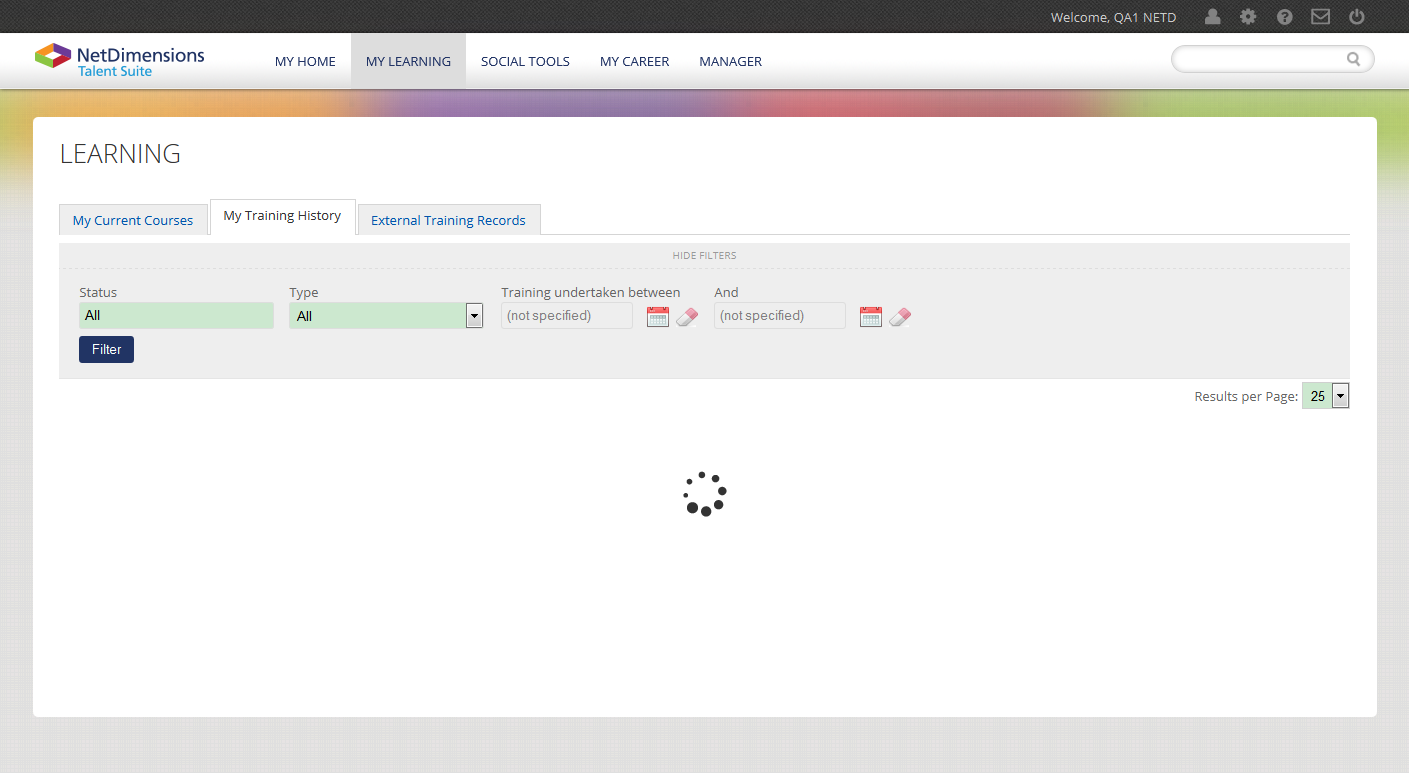 Welcome, QA1 NETD
NetDimensions
Talent Suite
MY HOME
MY LEARNING
SOCIAL TOOLS
MY CAREER
MANAGER
LEARNING
My Current Courses
My Training History
External Training Records
HIDE FILTERS
Status
Type
Training undertaken between
And
All
All
(not specified)
(not specified)
Filter
Results per Page: 25